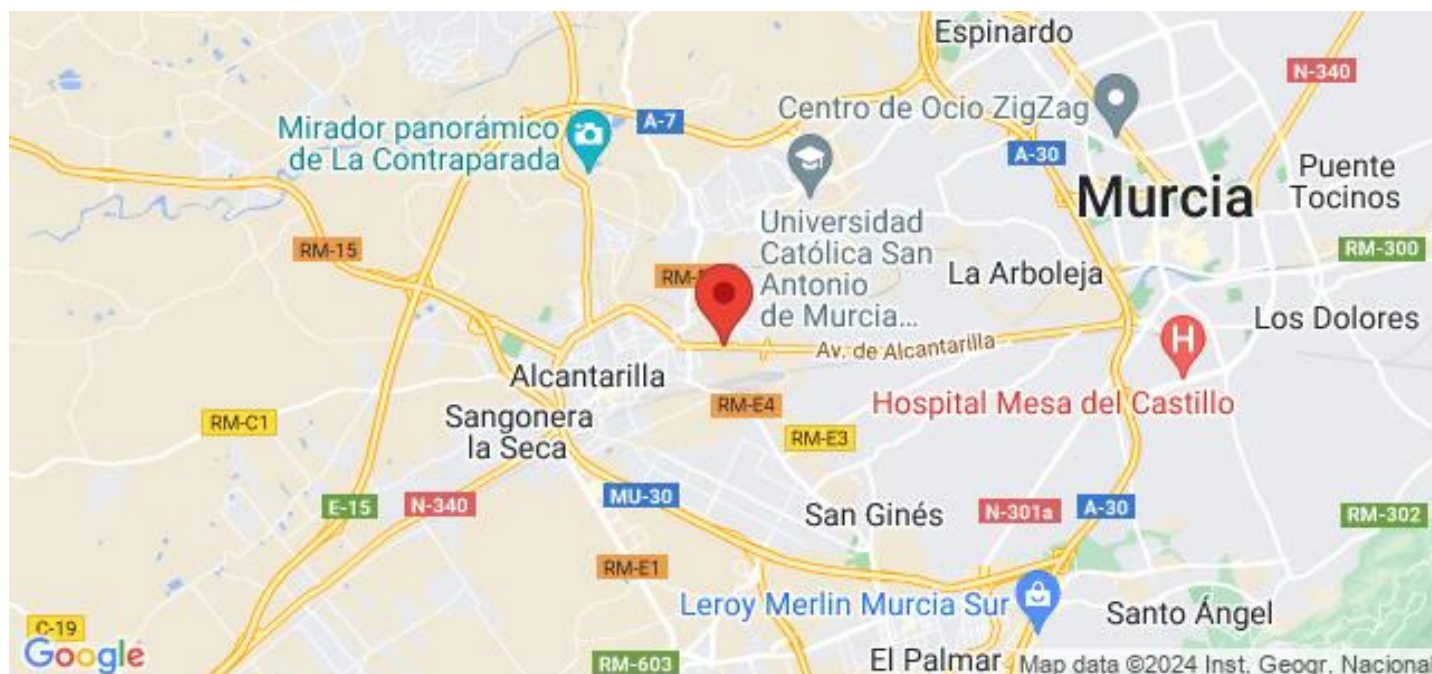 Espinardo
N-340
Centro de Ocio ZigZag
A-7
Mirador panorámico
de La Contraparada
A-30
Puente
Tocinos
Murcia
Universidad
Católica San
Antonio
de Murcia...
RM-15
RM-300
La Arboleja
Los Dolores
Av. de Alcantarilla
Alcantarilla
RM-E4
Hospital Mesa del Castillo
RM-C1
Sangonera
la Seca
RM-E3
MU-30
E-15
N-340
San Ginés
N-301a
A-30
RM-302
RM-E1
Leroy Merlin Murcia Sur
Santo Ángel
C-19
Google
RM-603
El Palmar
Map data ©2024 Inst. Geogr. Nacional